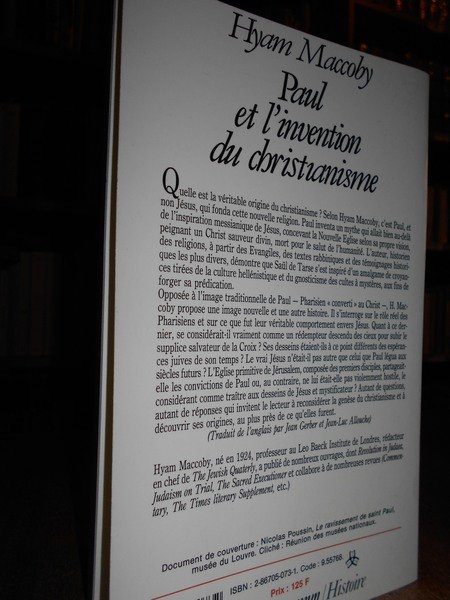 Hyam Maccoby
Paul
et l'invention
du christianisme
Quelle est la véritable origine du christianisme ? Selon Hyam Maccoby, c'est Paul, et
non Jésus, qui fonda cette nouvelle religion. Paul inventa un mythe qui allait bien au-delà
de l'inspiration messianique de Jésus, concevant la Nouvelle Eglise selon sa propre vision,
peignant un Christ sauveur divin, mort pour le salut de l'humanité. L'auteur, historien
des religions, à partir des Evangiles, des textes rabbiniques et des témoignages histori-
ques les plus divers, démontre que Saül de Tarse s'est inspiré d'un amalgame de croyan-
ces tirées de la culture hellénistique et du gnosticisme des cultes à mystères, aux fins de
forger sa prédication.
Opposée à l'image traditionnelle de Paul — Pharisien « converti » au Christ —, H. Mac-
coby propose une image nouvelle et une autre histoire. Il s'interroge sur le rôle réel des
Pharisiens et sur ce que fut leur véritable comportement envers Jésus. Quant à ce der-
nier, se considérait-il vraiment comme un rédempteur descendu des cieux pour subir le
supplice salvateur de la Croix ? Ses desseins étaient-ils à ce point différents des espéran-
ces juives de son temps ? Le vrai Jésus n'était-il pas autre que celui que Paul légua aux
siècles futurs ? L'Eglise primitive de Jérusalem, composée des premiers disciples, partageait-
elle les convictions de Paul ou, au contraire, ne lui était-elle pas violemment hostile, le
considérant comme traître aux desseins de Jésus et mystificateur ? Autant de questions,
autant de réponses qui invitent le lecteur à reconsidérer la genèse du christianisme et à
découvrir ses origines, au plus près de ce qu'elles furent.
(Traduit de l'anglais par Jean Gerber et Jean-Luc Allouche)
Hyam Maccoby, né en 1924, professeur au Leo Baeck Institute de Londres, rédacteur
en chef de The Jewish Quaterly, a publié de nombreux ouvrages, dont Revolution in Judaea,
Judaism on Trial, The Sacred Executioner et collabore à de nombreuses revues (Commen-
tary, The Times literary Supplement, etc.)
Document de couverture : Nicolas Poussin, Le ravissement de saint Paul,
musée du Louvre. Cliché : Réunion des musées nationaux.
ISBN : 2-86705-073-1. Code : 9.55768.
Prix : 125 F
Histoire